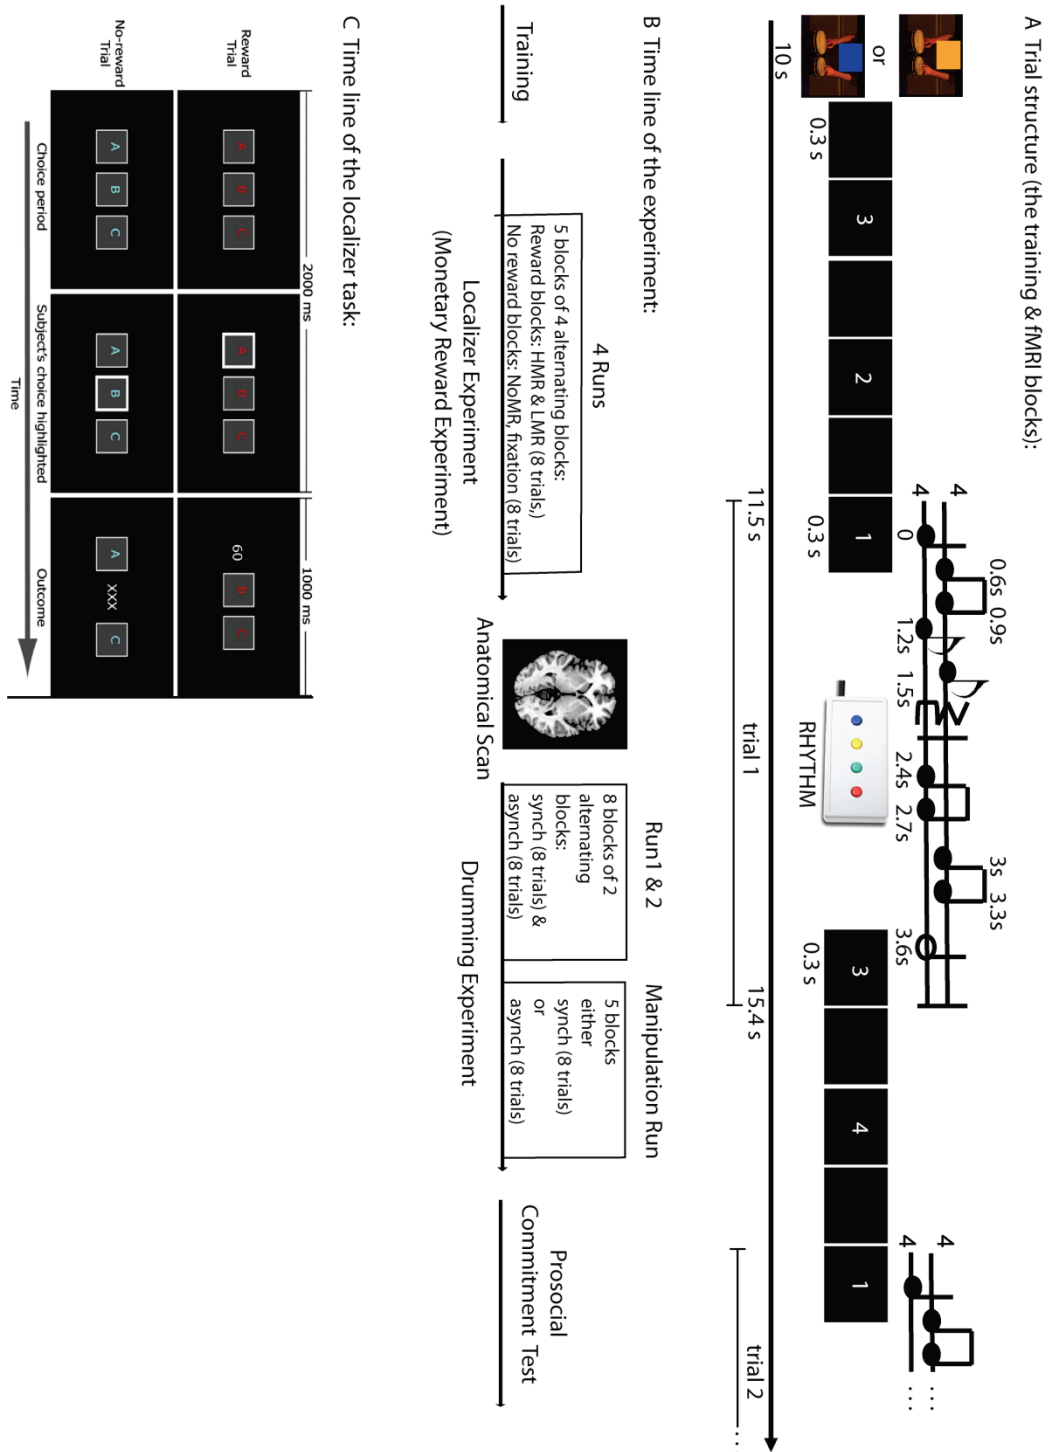 A Trial structure (the training & fMRI blocks):
or
3
2
1
3
4
1
0.3 s
0.3 s
0.3 s
4
4
0
0.6s
0.9s
1.2s
1.5s
2.4s
2.7s
3s
3.3s
3.6s
4
4
... 
...
RHYTHM
10 s
11.5 s
15.4 s
trial 1
trial 2
...
B Time line of the experiment:
Training
4 Runs
5 blocks of 4 alternating blocks:
Reward blocks: HMR & LMR (8 trials,)
No reward blocks: NoMR, fixation (8 trials)
Localizer Experiment
(Monetary Reward Experiment)
Anatomical Scan
Run1 & 2
8 blocks of 2
alternating
blocks:
synch (8 trials) &
asynch (8 trials)
Manipulation Run
5 blocks
either
synch (8 trials)
or
asynch (8 trials)
Drumming Experiment
Prosocial
Commitment Test
C Time line of the localizer task:
2000 ms
1000 ms
Reward
Trial
A B C
A B C
60 B C
No-reward
Trial
A B C
A B C
A XXX C
Choice period
Subject's choice highlighted
Outcome
Time